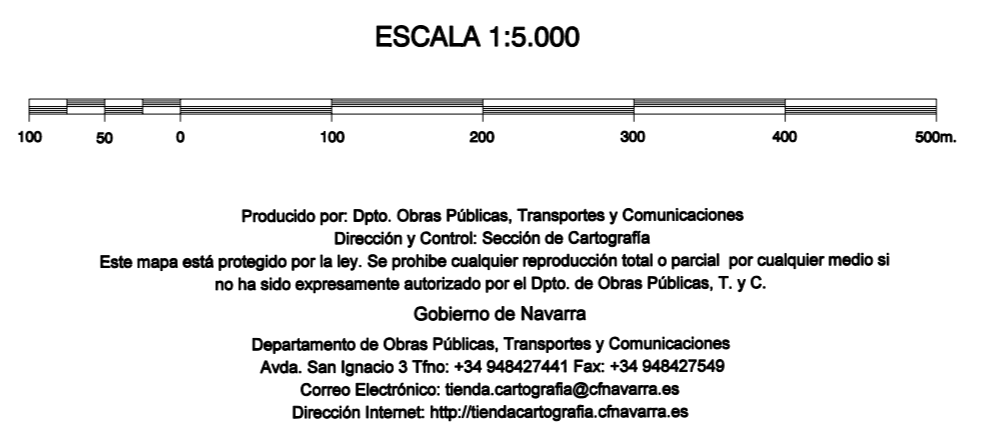 ESCALA 1:5.000
100 50 0 100 200 300 400 500m.
Producido por: Dpto. Obras Públicas, Transportes y Comunicaciones
Dirección y Control: Sección de Cartografía
Este mapa está protegido por la ley. Se prohibe cualquier reproducción total o parcial por cualquier medio si
no ha sido expresamente autorizado por el Dpto. de Obras Públicas, T. y C.
Gobierno de Navarra
Departamento de Obras Públicas, Transportes y Comunicaciones
Avda. San Ignacio 3 Tfno: +34 948427441 Fax: +34 948427549
Correo Electrónico: tienda.cartografia@cfnavarra.es
Dirección Internet: http://tiendacartografia.cfnavarra.es